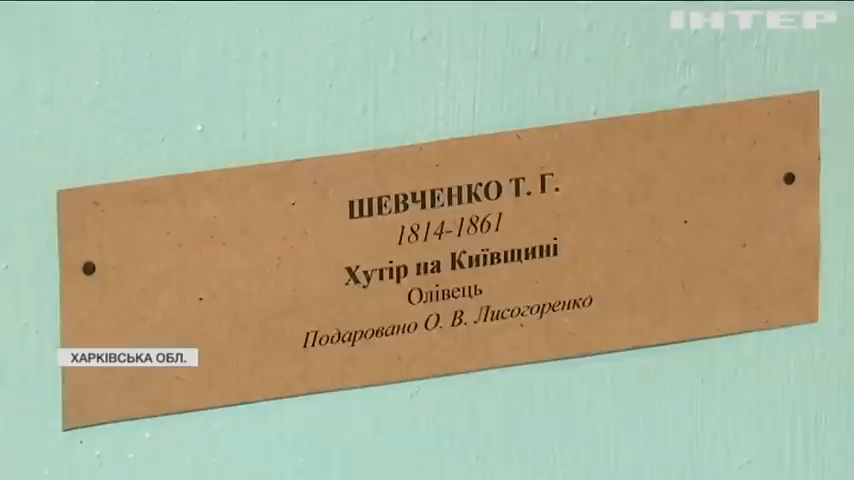 ІНТЕР
ШЕВЧЕНКО Т. Г.
1814-1861
Хутір на Київщині
Олівець
Подаровано О. В. Лисогоренко
ХАРКІВСЬКА ОБЛ.